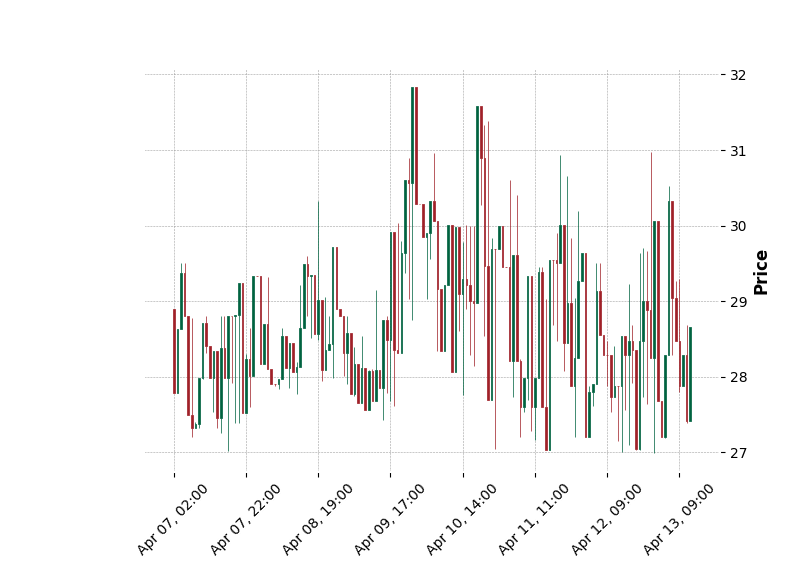 32
31
30
29
28
27
Price
Apr 07, 02:00
Apr 07, 22:00
Apr 08, 19:00
Apr 09, 17:00
Apr 10, 14:00
Apr 11, 11:00
Apr 12, 09:00
Apr 13, 09:00